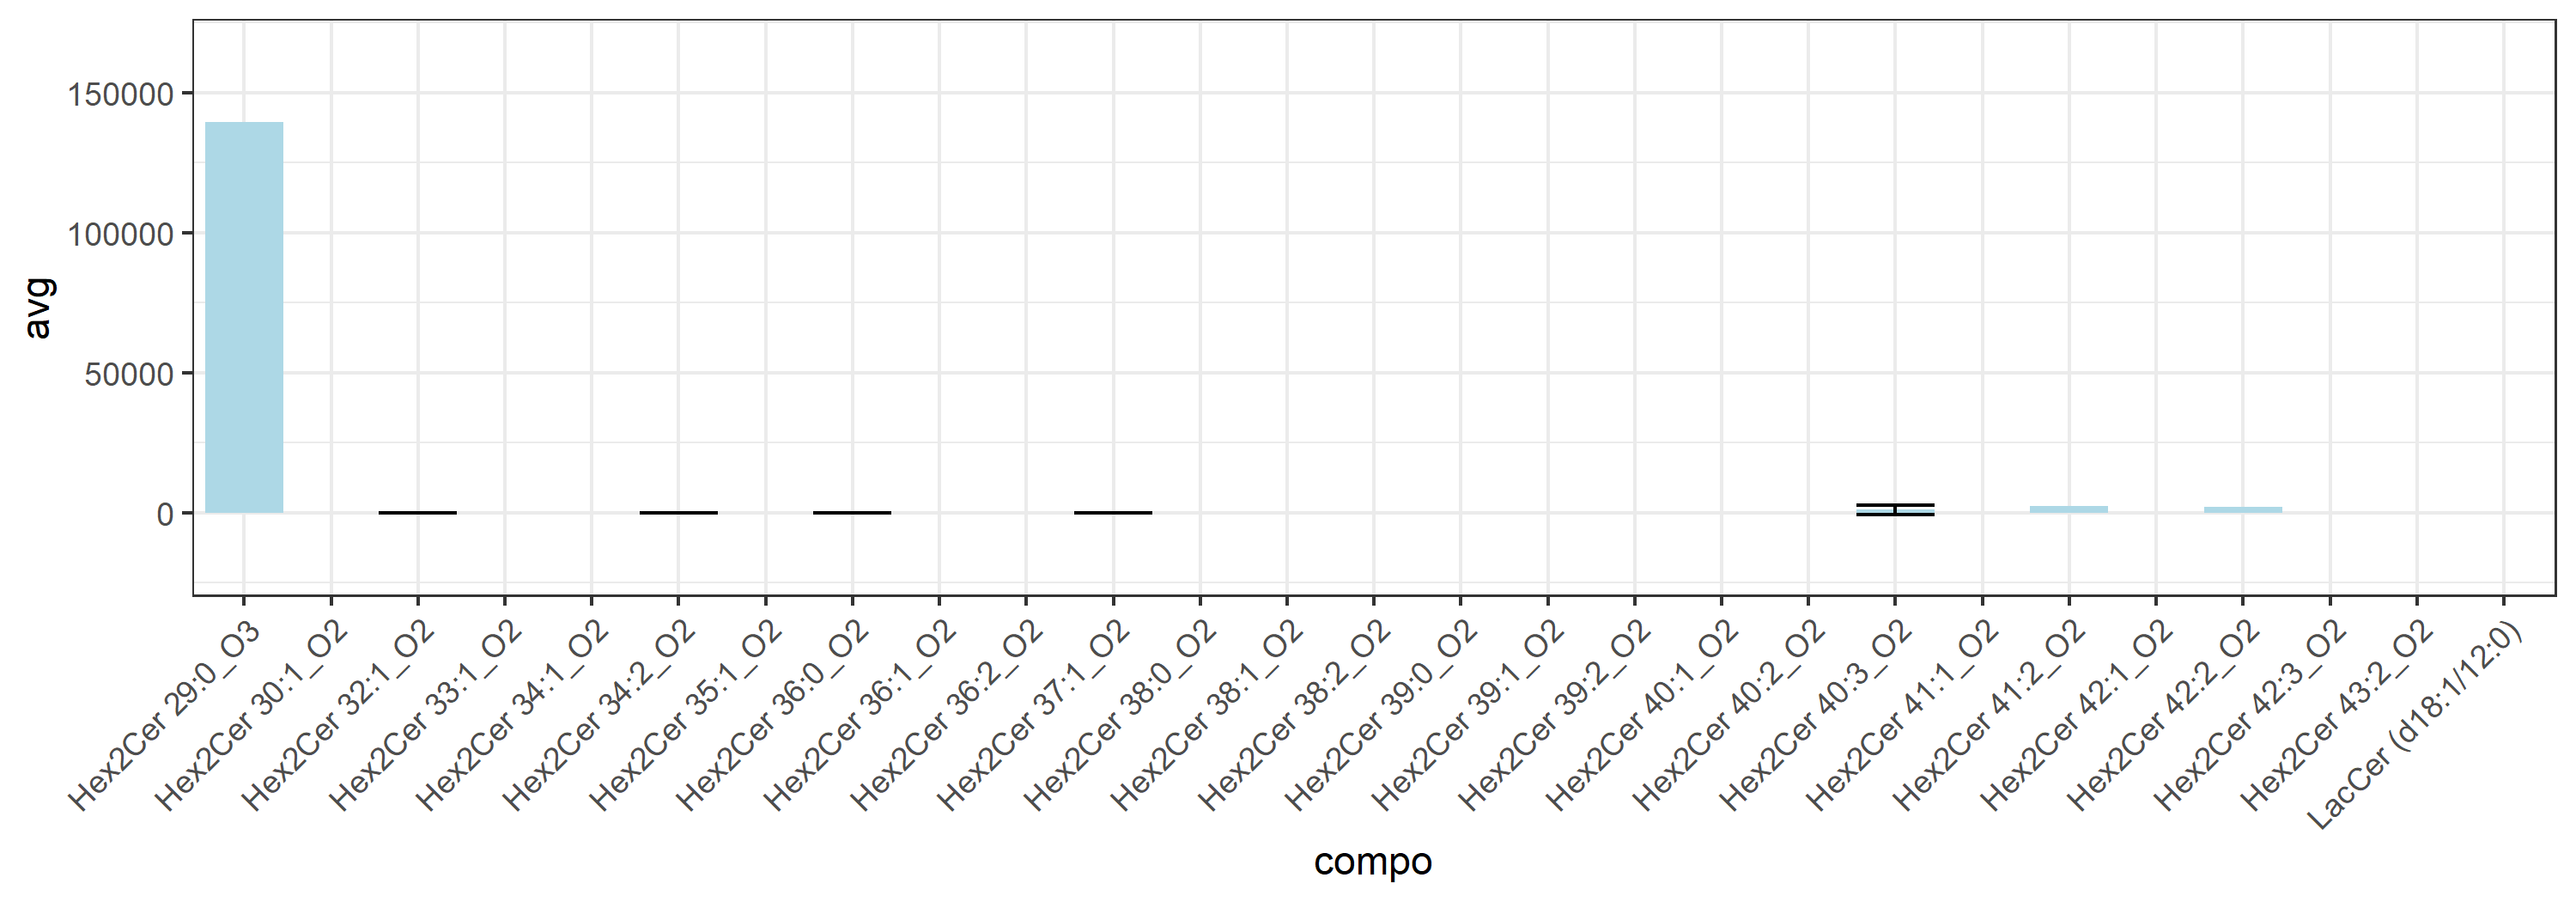 avg
150000
100000
50000
0
Hex2Cer 29:0_O3
Hex2Cer 30:1_O2
Hex2Cer 32:1_O2
Hex2Cer 33:1_O2
Hex2Cer 34:1_O2
Hex2Cer 34:2_O2
Hex2Cer 35:1_O2
Hex2Cer 36:0_O2
Hex2Cer 36:1_O2
Hex2Cer 36:2_O2
Hex2Cer 37:1_O2
Hex2Cer 38:0_O2
Hex2Cer 38:1_O2
Hex2Cer 38:2_O2
Hex2Cer 39:0_O2
Hex2Cer 39:1_O2
Hex2Cer 39:2_O2
Hex2Cer 40:1_O2
Hex2Cer 40:2_O2
Hex2Cer 40:3_O2
Hex2Cer 41:1_O2
Hex2Cer 41:2_O2
Hex2Cer 42:1_O2
Hex2Cer 42:2_O2
Hex2Cer 42:3_O2
Hex2Cer 43:2_O2
LacCer (d18:1/12:0)
compo